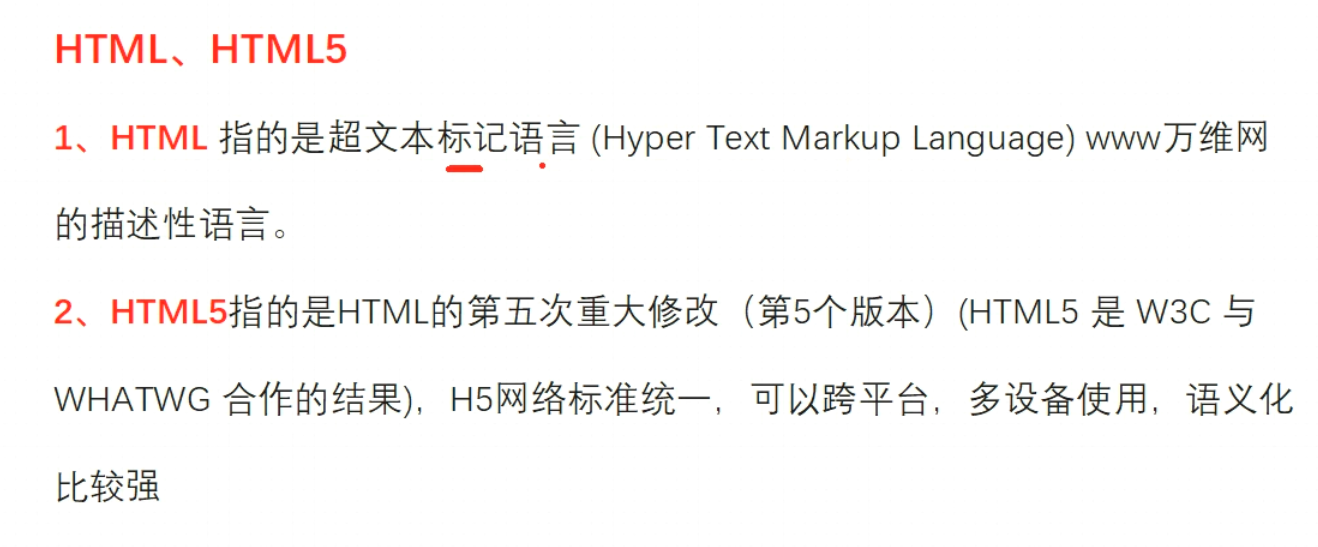 HTML、HTML5
1、HTML 指的是超文本标记语言 (Hyper Text Markup Language) www万维网
的描述性语言。
2、HTML5指的是HTML的第五次重大修改（第5个版本）(HTML5 是 W3C 与
WHATWG 合作的结果)，H5网络标准统一，可以跨平台，多设备使用，语义化
比较强